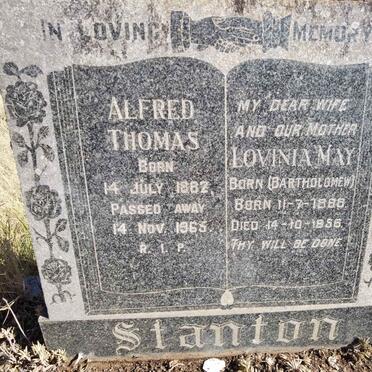 IN LOVING MEMORY
ALFRED
THOMAS
BORN
14 JULY 1882
PASSED AWAY
14 NOV. 1965.
R. I. P.
MY DEAR WIFE
AND OUR MOTHER
LOVINIA MAY
BORN (BARTHOLOMEW)
BORN 11-7-1886
DIED 14-10-1956
THY WILL BE DONE
Stanton